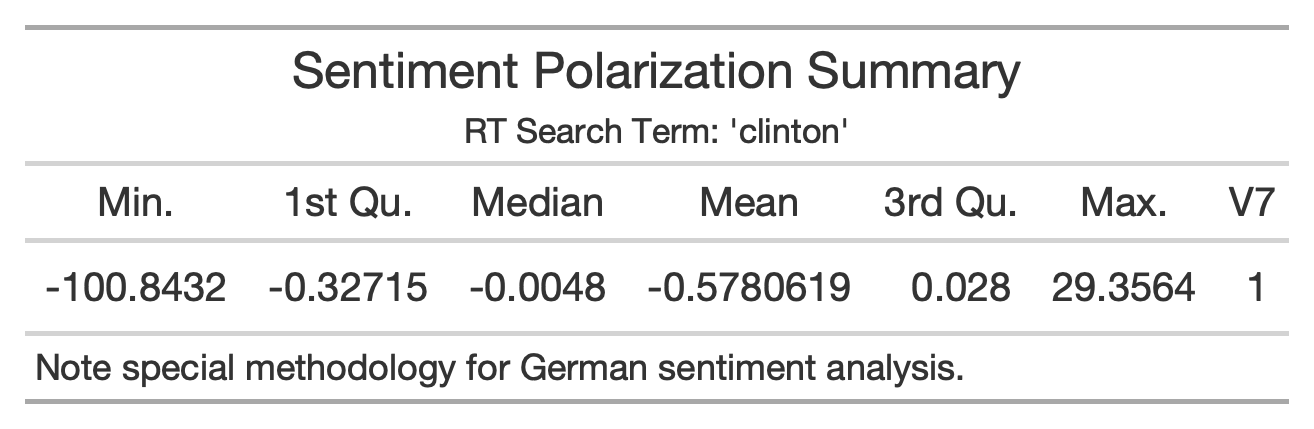 Sentiment Polarization Summary
RT Search Term: 'clinton'
Min. 1st Qu. Median Mean 3rd Qu. Max. V7
-100.8432 -0.32715 -0.0048 -0.5780619 0.028 29.3564 1
Note special methodology for German sentiment analysis.